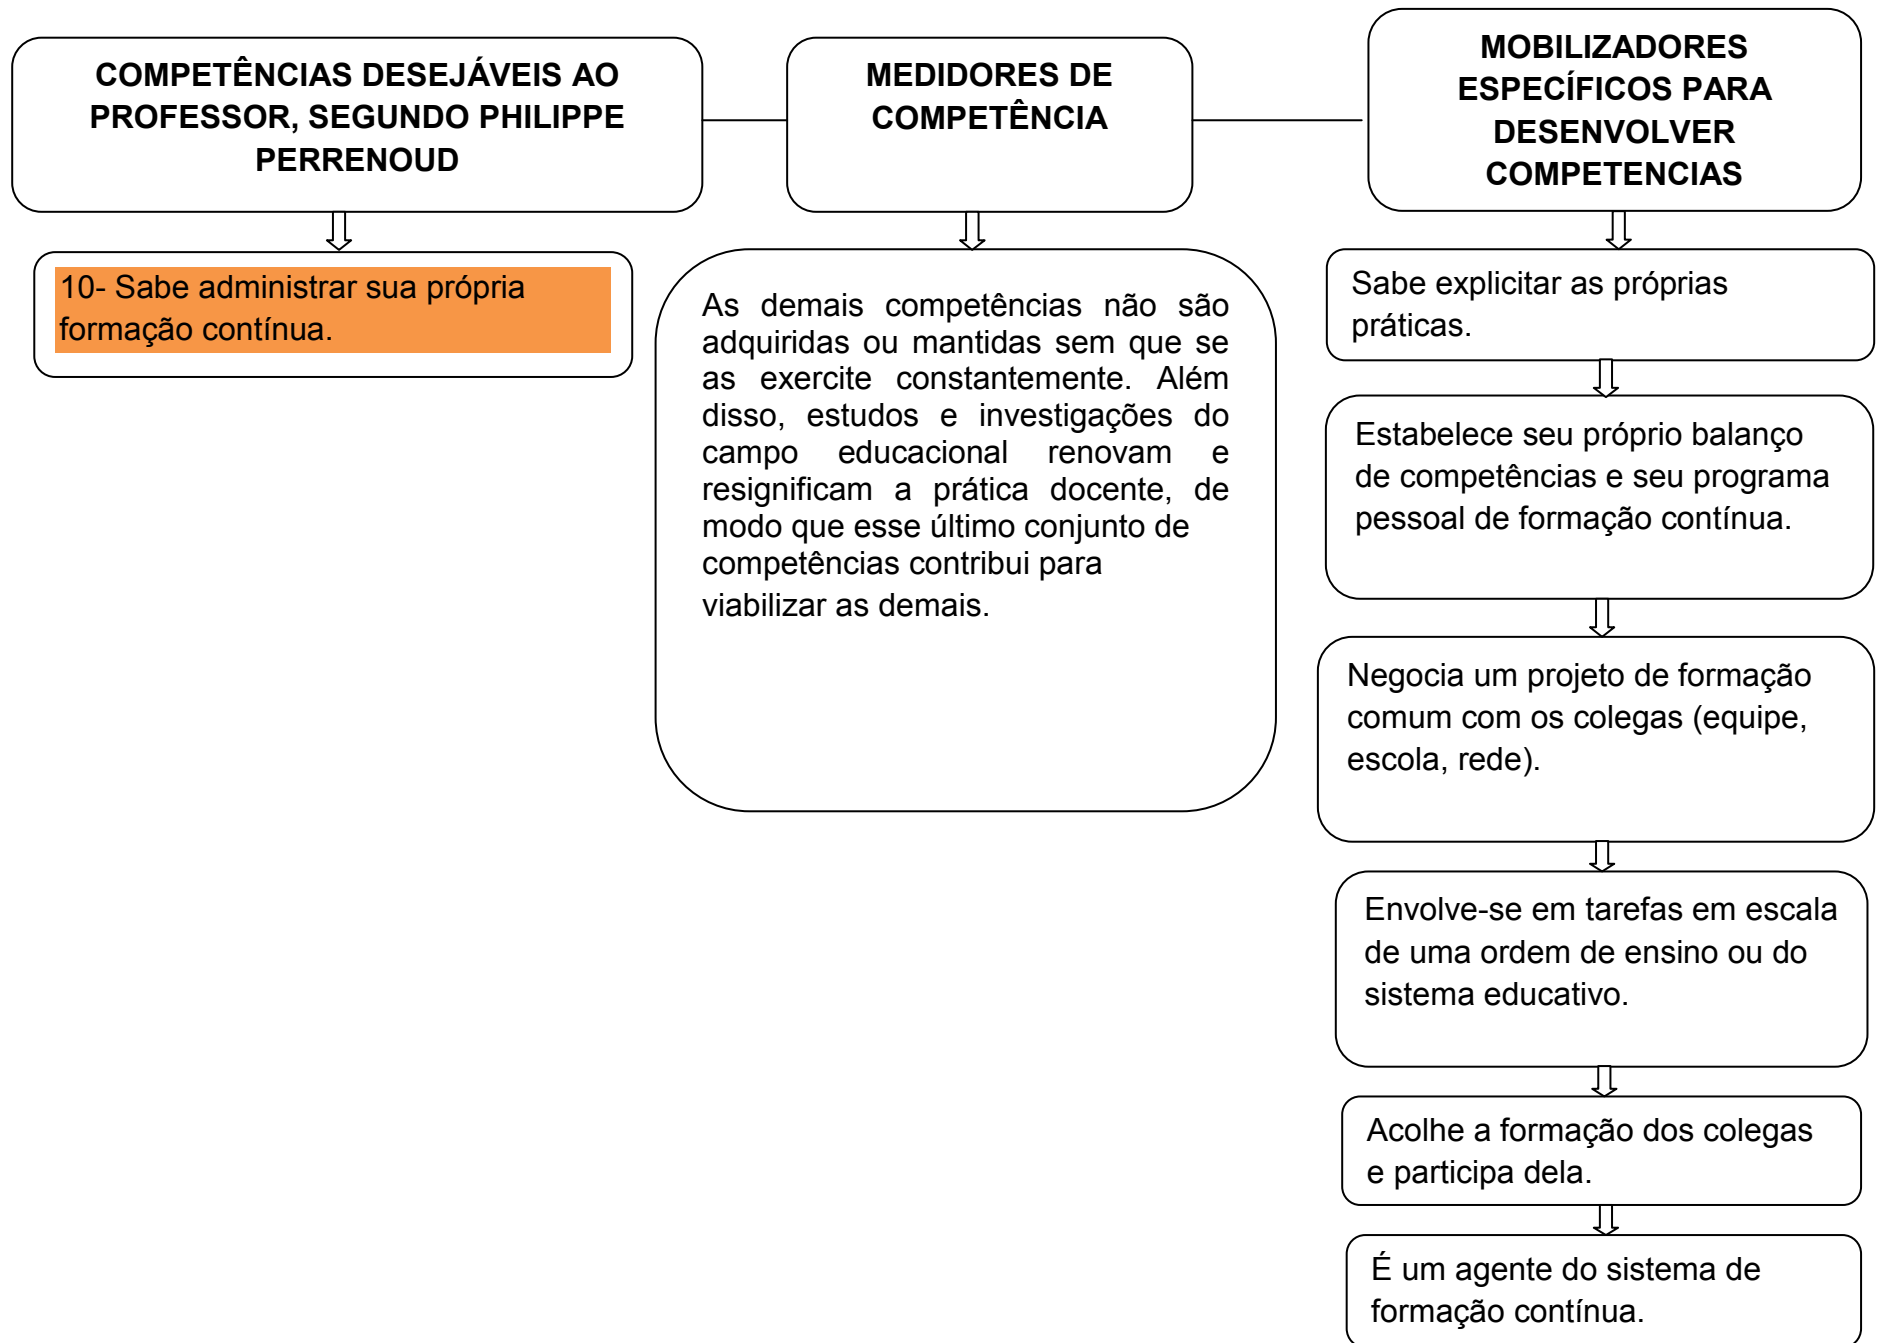 COMPETÊNCIAS DESEJÁVEIS AO
PROFESSOR, SEGUNDO PHILIPPE
PERRENOUD
MEDIDORES DE
COMPETÊNCIA
MOBILIZADORES
ESPECÍFICOS PARA
DESENVOLVER
COMPETENCIAS
10- Sabe administrar sua própria
formação contínua.
As demais competências não são
adquiridas ou mantidas sem que se
as exercite constantemente. Além
disso, estudos e investigações do
campo educacional renovam e
resignificam a prática docente, de
modo que esse último conjunto de
competências contribui para
viabilizar as demais.
Sabe explicitar as próprias
práticas.
Estabelece seu próprio balanço
de competências e seu programa
pessoal de formação contínua.
Negocia um projeto de formação
comum com os colegas (equipe,
escola, rede).
Envolve-se em tarefas em escala
de uma ordem de ensino ou do
sistema educativo.
Acolhe a formação dos colegas
e participa dela.
É um agente do sistema de
formação contínua.